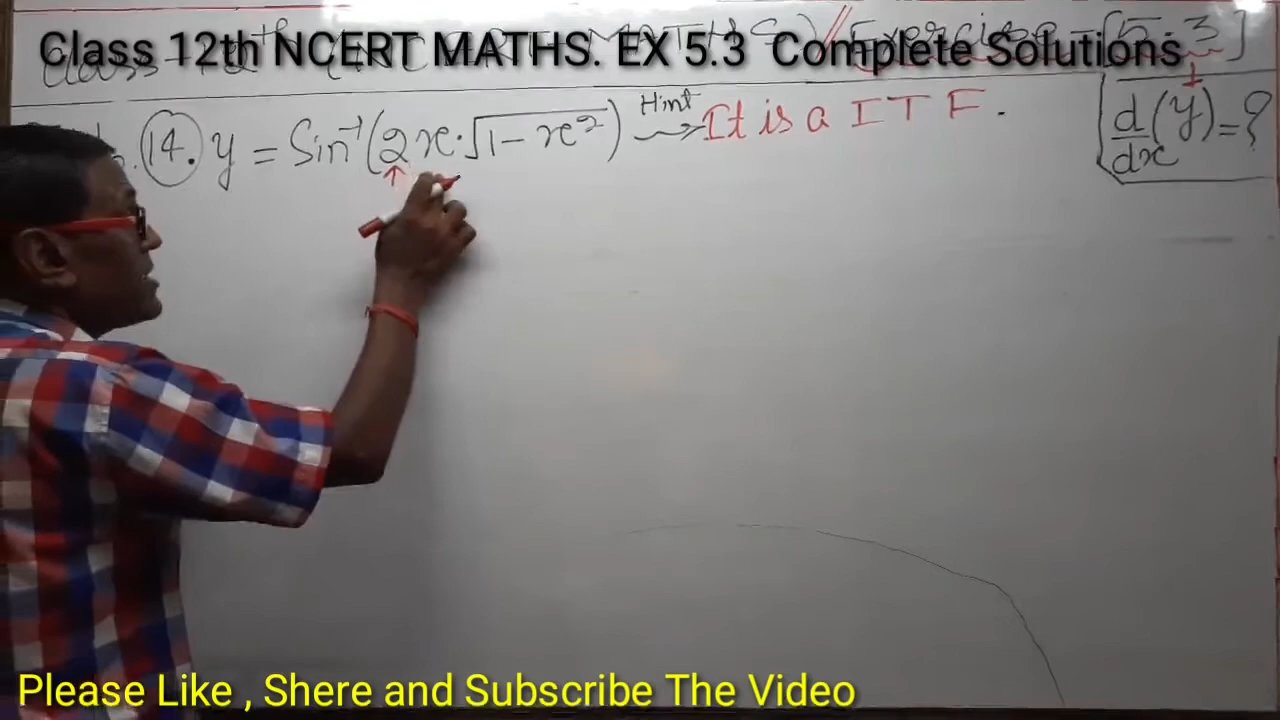 Class 12th NCERT MATHS. EX 5.3 Complete Solutions
14. y = Sin⁻¹(2x·√1-x²) Hint → It is a I T F.
d/dx (y) = ?
Please Like , Shere and Subscribe The Video